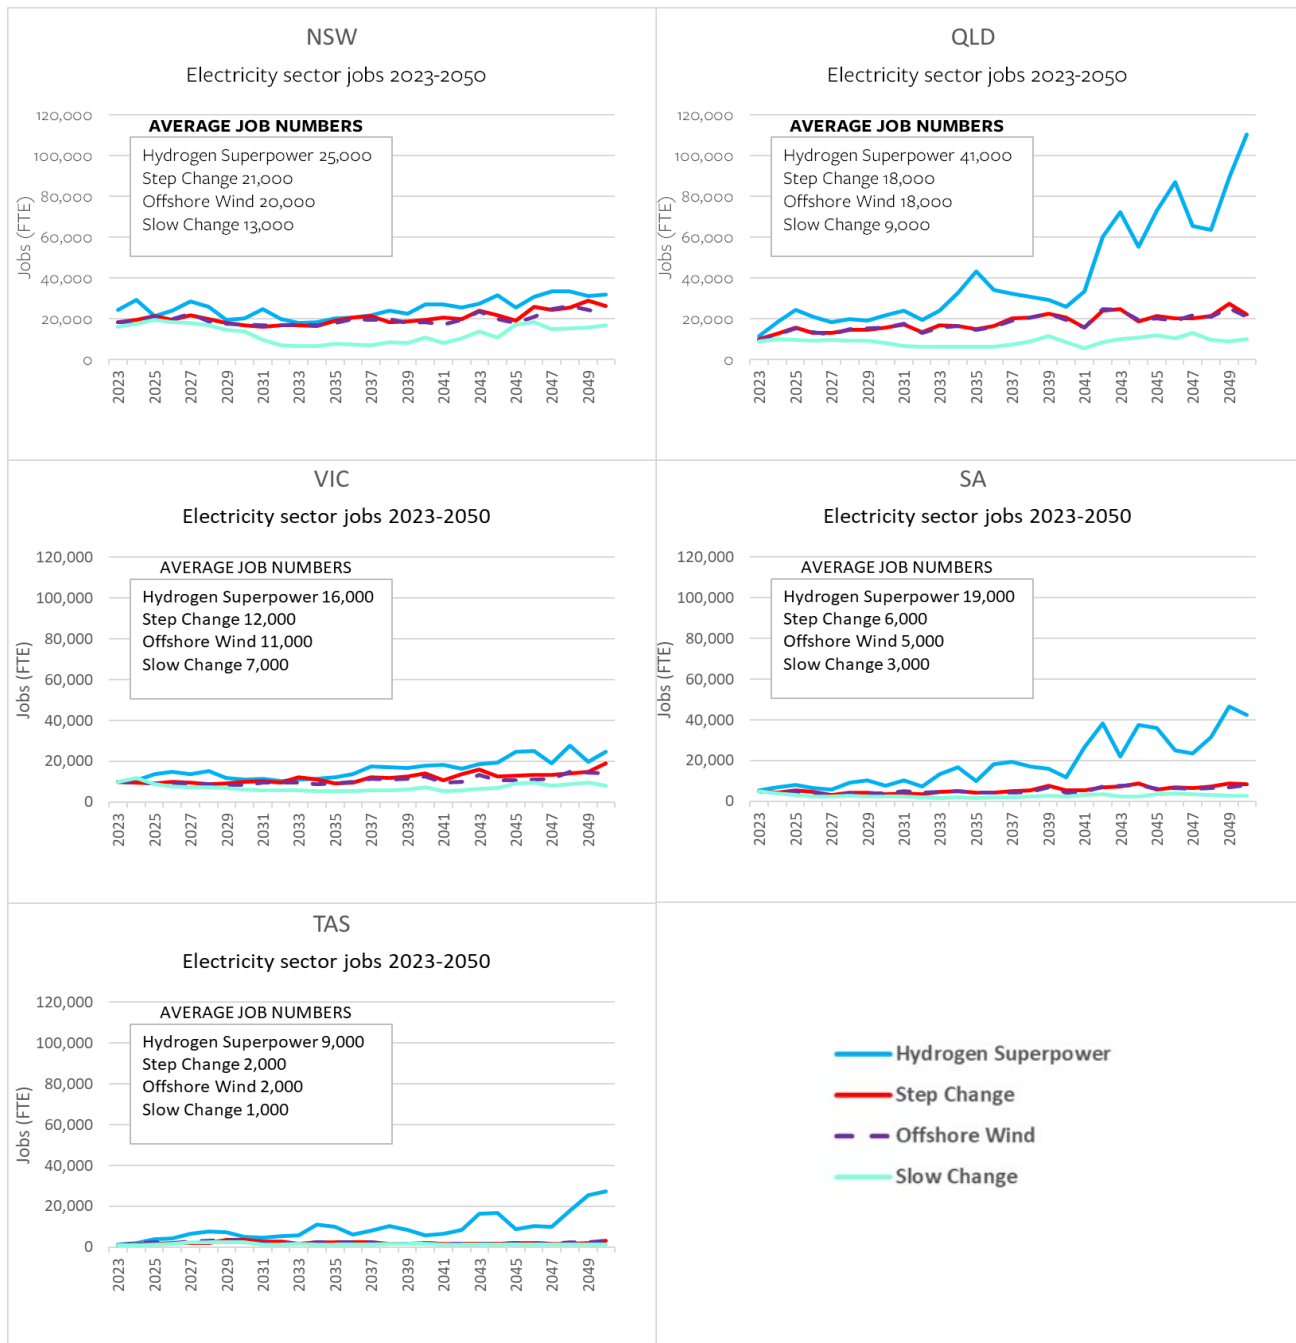 NSW
Electricity sector jobs 2023-2050
AVERAGE JOB NUMBERS
Hydrogen Superpower 25,000
Step Change 21,000
Offshore Wind 20,000
Slow Change 13,000
Jobs (FTE)
120,000
100,000
80,000
60,000
40,000
20,000
0
2023
2025
2027
2029
2031
2033
2035
2037
2039
2041
2043
2045
2047
2049
QLD
Electricity sector jobs 2023-2050
AVERAGE JOB NUMBERS
Hydrogen Superpower 41,000
Step Change 18,000
Offshore Wind 18,000
Slow Change 9,000
Jobs (FTE)
120,000
100,000
80,000
60,000
40,000
20,000
0
2023
2025
2027
2029
2031
2033
2035
2037
2039
2041
2043
2045
2047
2049
VIC
Electricity sector jobs 2023-2050
AVERAGE JOB NUMBERS
Hydrogen Superpower 16,000
Step Change 12,000
Offshore Wind 11,000
Slow Change 7,000
Jobs (FTE)
120,000
100,000
80,000
60,000
40,000
20,000
0
2023
2025
2027
2029
2031
2033
2035
2037
2039
2041
2043
2045
2047
2049
SA
Electricity sector jobs 2023-2050
AVERAGE JOB NUMBERS
Hydrogen Superpower 19,000
Step Change 6,000
Offshore Wind 5,000
Slow Change 3,000
Jobs (FTE)
120,000
100,000
80,000
60,000
40,000
20,000
0
2023
2025
2027
2029
2031
2033
2035
2037
2039
2041
2043
2045
2047
2049
TAS
Electricity sector jobs 2023-2050
AVERAGE JOB NUMBERS
Hydrogen Superpower 9,000
Step Change 2,000
Offshore Wind 2,000
Slow Change 1,000
Jobs (FTE)
120,000
100,000
80,000
60,000
40,000
20,000
0
2023
2025
2027
2029
2031
2033
2035
2037
2039
2041
2043
2045
2047
2049
Hydrogen Superpower
Step Change
Offshore Wind
Slow Change